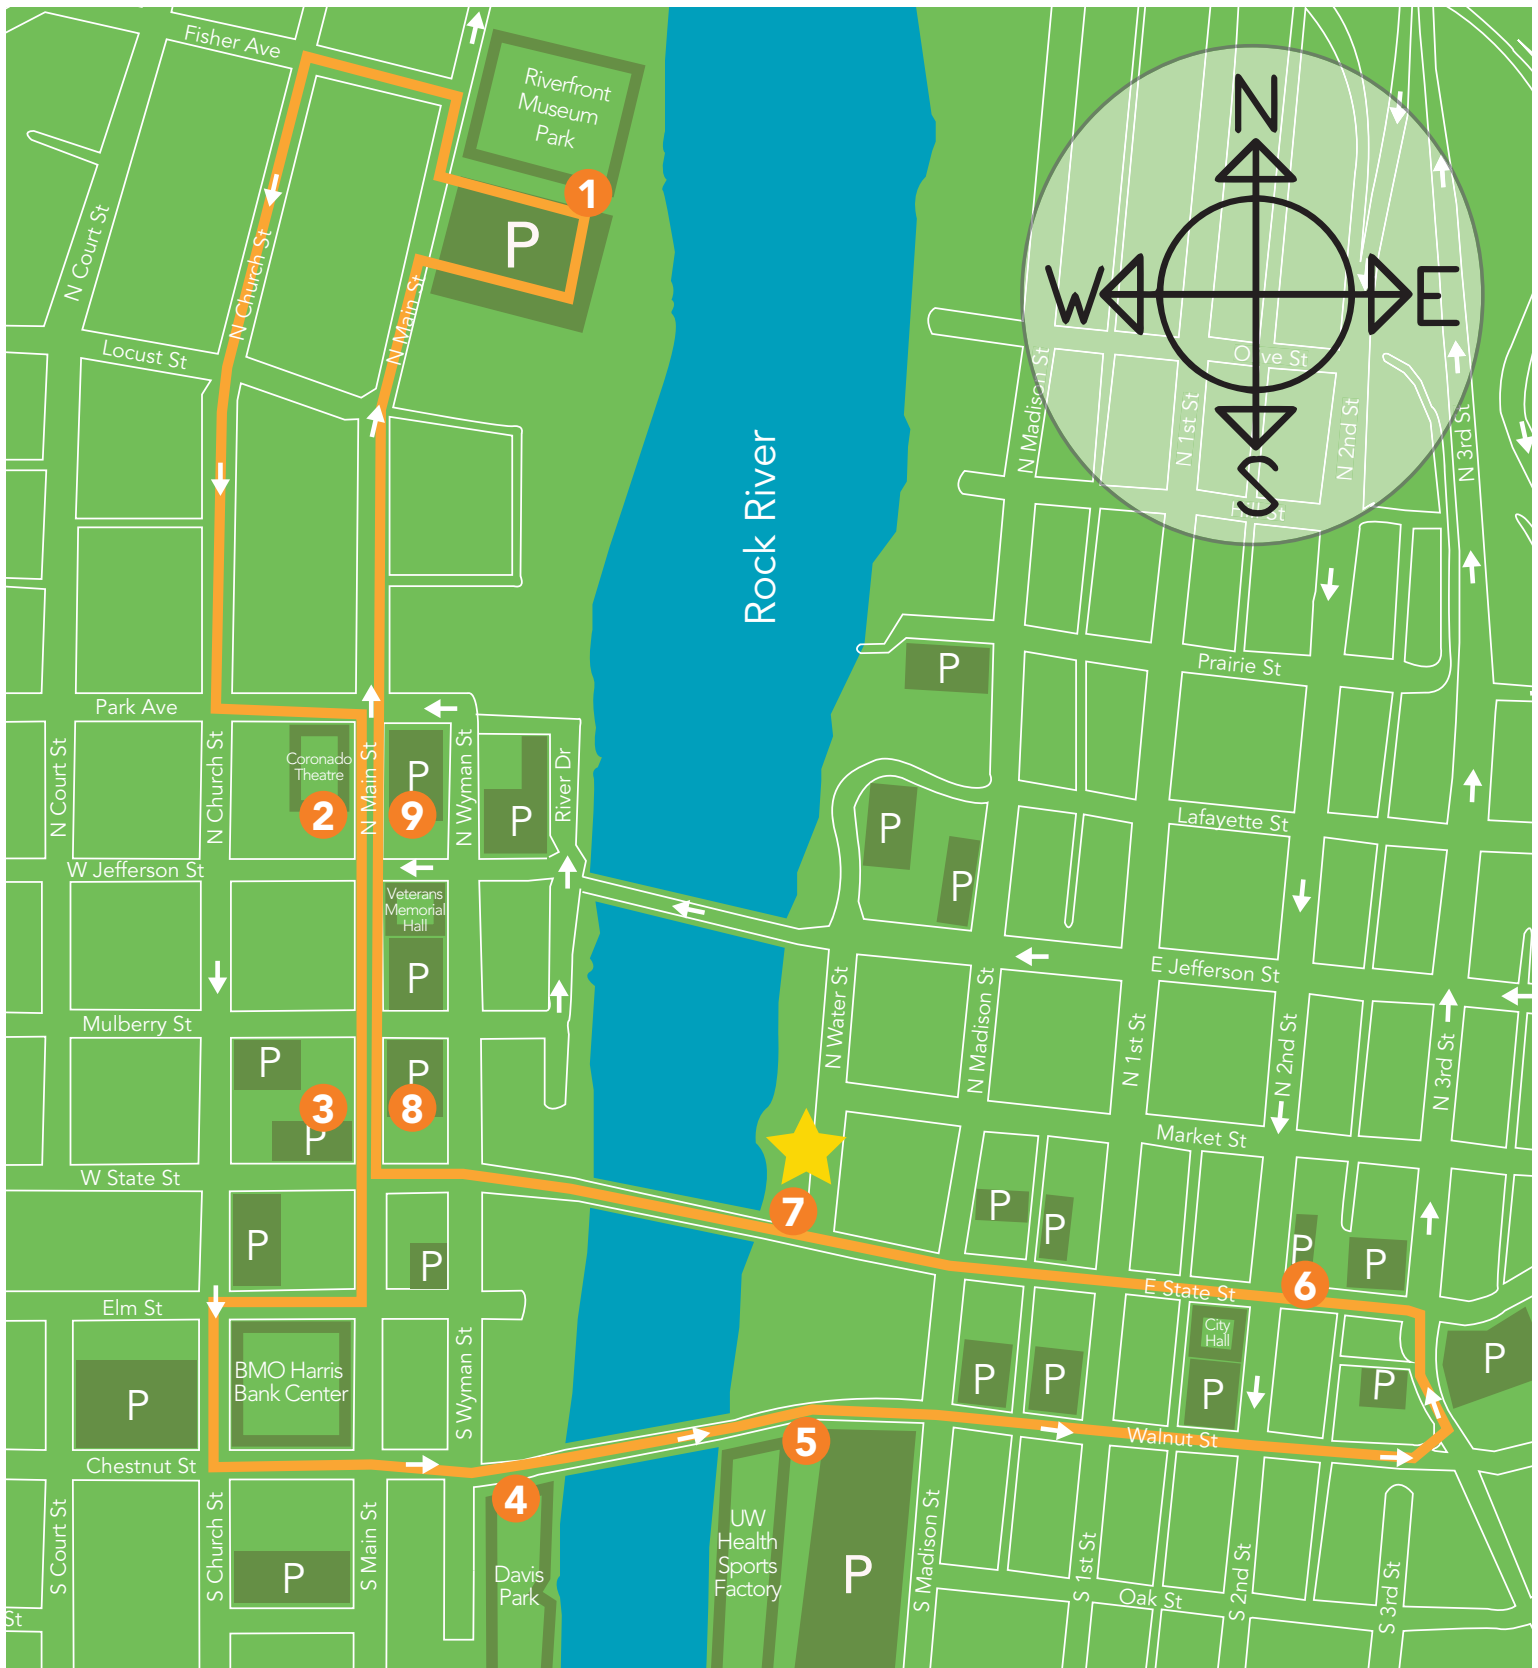 Fisher Ave
Riverfront
Museum
Park
1
P
N
W
E
S
N Court St
N Church St
N Main St
Locust St
Rock River
N Madison St
Olive St
N 1st St
N 2nd St
N 3rd St
Hill St
P
Prairie St
Park Ave
N Court St
N Church St
Coronado
Theatre
2
N Main St
P
9
N Wyman St
P
River Dr
P
P
Lafayette St
W Jefferson St
Veterans
Memorial
Hall
P
E Jefferson St
N Water St
N Madison St
N 1st St
N 2nd St
N 3rd St
Mulberry St
P
3
P
P
8
Market St
W State St
7
P
P
P
P
6
P
P
E State St
Elm St
City
Hall
P
BMO Harris
Bank Center
P
S Wyman St
P
P
P
P
P
5
Walnut St
Chestnut St
4
S Court St
S Church St
P
S Main St
Davis
Park
UW
Health
Sports
Factory
P
S Madison St
S 1st St
Oak St
S 2nd St
S 3rd St
St